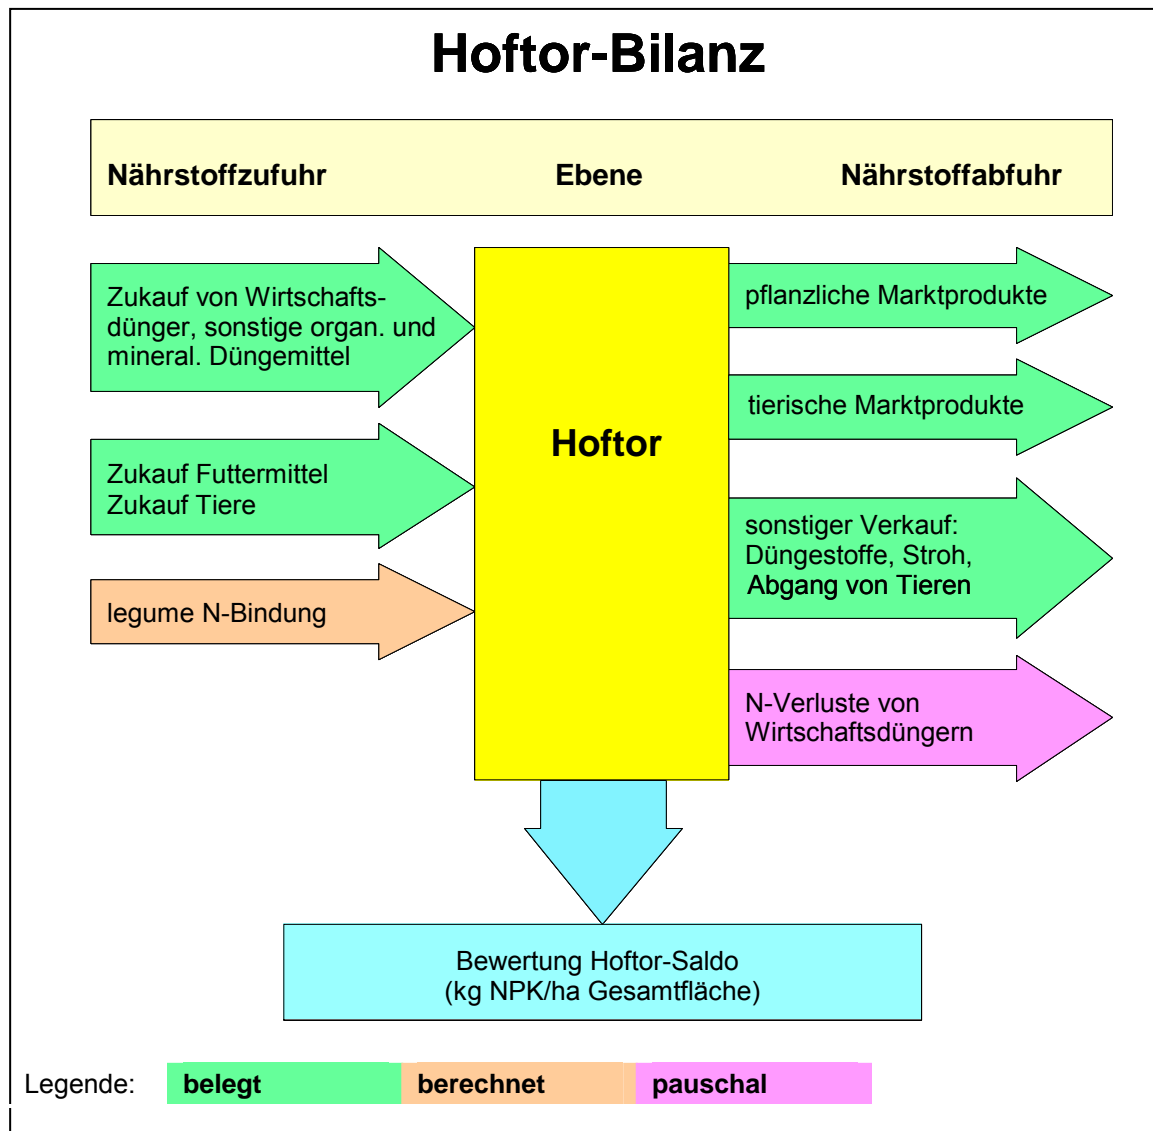 Hoftor-Bilanz
Nährstoffzufuhr Ebene Nährstoffabfuhr
Zukauf von Wirtschafts-
dünger, sonstige organ. und
mineral. Düngemittel
Zukauf Futtermittel
Zukauf Tiere
legume N-Bindung
Hoftor
pflanzliche Marktprodukte
tierische Marktprodukte
sonstiger Verkauf:
Düngestoffe, Stroh,
Abgang von Tieren
N-Verluste von
Wirtschaftsdüngern
Bewertung Hoftor-Saldo
(kg NPK/ha Gesamtfläche)
Legende: belegt berechnet pauschal